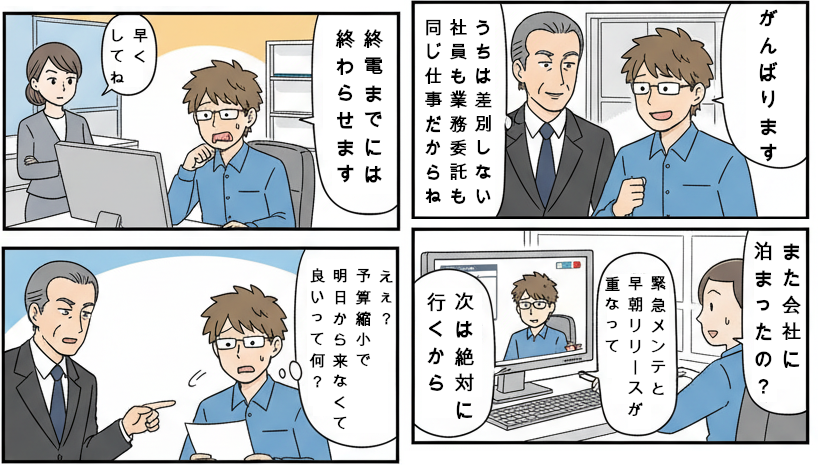 がんばります
うちは差別しない
社員も業務委託も
同じ仕事だからね
また会社に
泊まったの？
緊急メンテと
早朝リリースが
重なって
次は絶対に
行くから
終電までには
終わらせます
早く
してね
えぇ？
予算縮小で
明日から来なくて
良いって何？